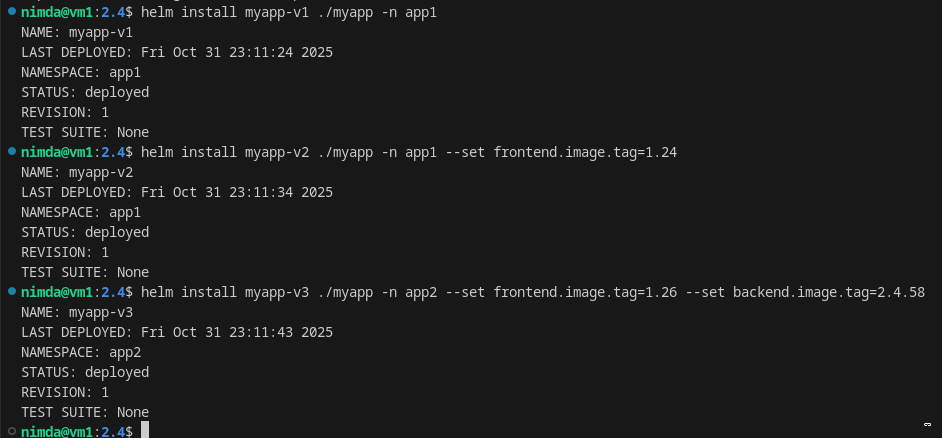 nimda@vm1:2.4$ helm install myapp-v1 ./myapp -n app1
NAME: myapp-v1
LAST DEPLOYED: Fri Oct 31 23:11:24 2025
NAMESPACE: app1
STATUS: deployed
REVISION: 1
TEST SUITE: None
nimda@vm1:2.4$ helm install myapp-v2 ./myapp -n app1 --set frontend.image.tag=1.24
NAME: myapp-v2
LAST DEPLOYED: Fri Oct 31 23:11:34 2025
NAMESPACE: app1
STATUS: deployed
REVISION: 1
TEST SUITE: None
nimda@vm1:2.4$ helm install myapp-v3 ./myapp -n app2 --set frontend.image.tag=1.26 --set backend.image.tag=2.4.58
NAME: myapp-v3
LAST DEPLOYED: Fri Oct 31 23:11:43 2025
NAMESPACE: app2
STATUS: deployed
REVISION: 1
TEST SUITE: None
nimda@vm1:2.4$